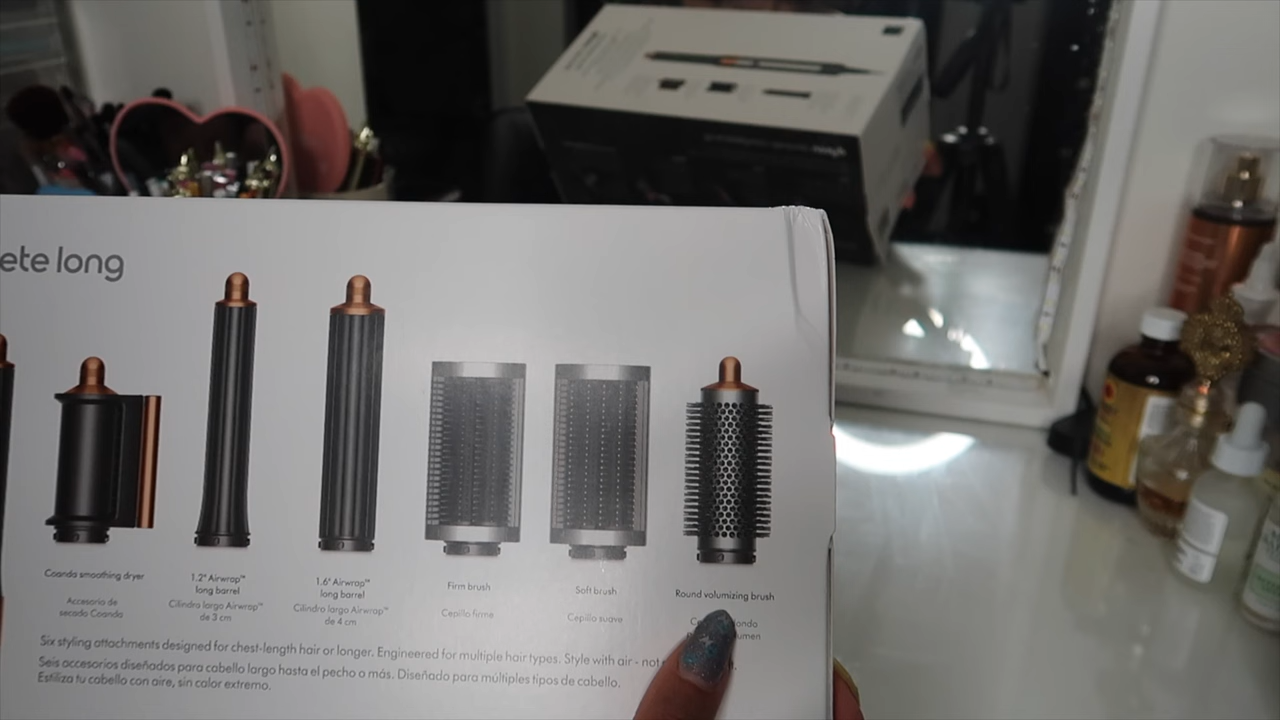 ete long
Coanda smoothing dryer
Accesorio de
secado Coanda
1.2" Airwrap™
long barrel
Cilindro largo Airwrap™
de 3 cm
1.6" Airwrap™
long barrel
Cilindro largo Airwrap™
de 4 cm
Firm brush
Cepillo firme
Soft brush
Cepillo suave
Round volumizing brush
Six styling attachments designed for chest-length hair or longer. Engineered for multiple hair types. Style with air - not
Seis accesorios diseñados para cabello largo hasta el pecho o más. Diseñado para múltiples tipos de cabello.
Estiliza tu cabello con aire, sin calor extremo.